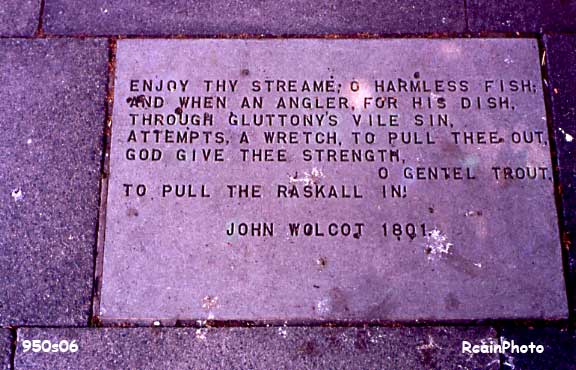 ENJOY THY STREAME, O HARMLESS FISH;
AND WHEN AN ANGLER, FOR HIS DISH,
THROUGH GLUTTONY'S VILE SIN,
ATTEMPTS, A WRETCH, TO PULL THEE OUT,
GOD GIVE THEE STRENGTH,
O GENTEL TROUT,
TO PULL THE RASKALL IN!
JOHN WOLCOT 1801.
950s06
RcainPhoto